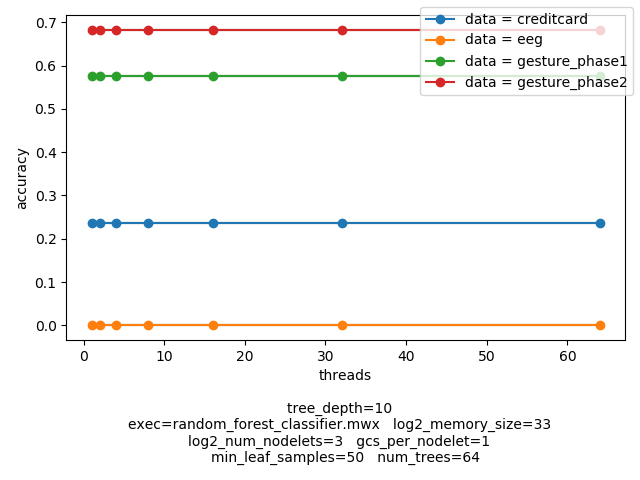 data = creditcard
data = eeg
data = gesture_phase1
data = gesture_phase2
0.7
0.6
0.5
0.4
0.3
0.2
0.1
0.0
accuracy
0 10 20 30 40 50 60
threads
tree_depth=10
exec=random_forest_classifier.mwx log2_memory_size=33
log2_num_nodelets=3 gcs_per_nodelet=1
min_leaf_samples=50 num_trees=64